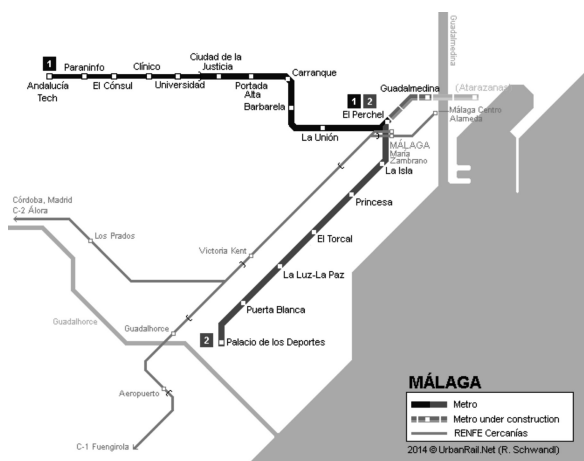 1
Andalucía
Tech
Paraninfo
El Cónsul
Clínico
Universidad
Ciudad de la
Justicia
Portada
Alta
Carranque
Barbarela
La Unión
1 2
El Perchel
Guadalmedina
(Atarazanas)
Guadalmedina
Málaga Centro
Alameda
MÁLAGA
María
Zambrano
La Isla
Princesa
El Torcal
La Luz-La Paz
Puerta Blanca
2
Palacio de los Deportes
Córdoba, Madrid
C-2 Álora
Los Prados
Victoria Kent
Guadalhorce
Guadalhorce
Aeropuerto
C-1 Fuengirola
MÁLAGA
Metro
Metro under construction
RENFE Cercanías
2014 © UrbanRail.Net (R. Schwandl)